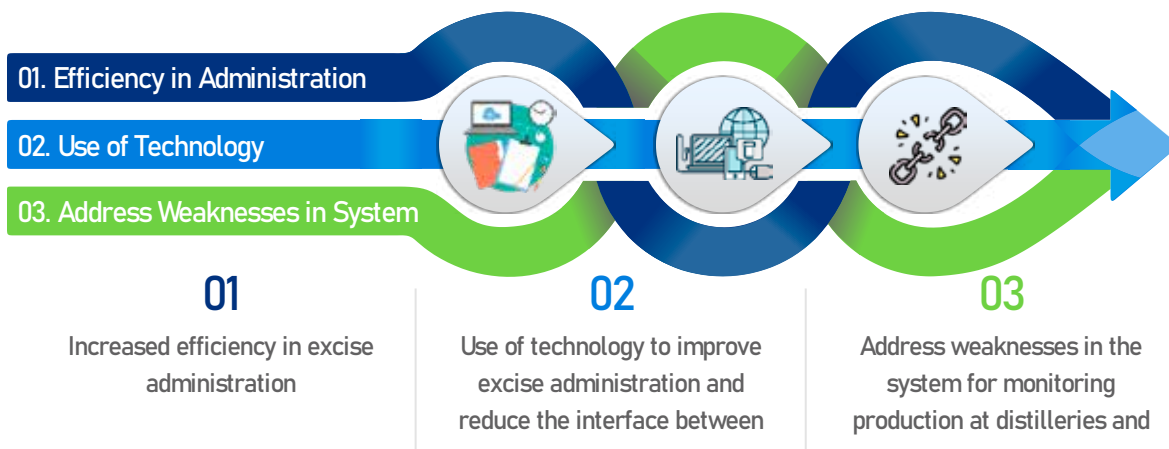 01. Efficiency in Administration
02. Use of Technology
03. Address Weaknesses in System
01
Increased efficiency in excise
administration
02
Use of technology to improve
excise administration and
reduce the interface between
03
Address weaknesses in the
system for monitoring
production at distilleries and